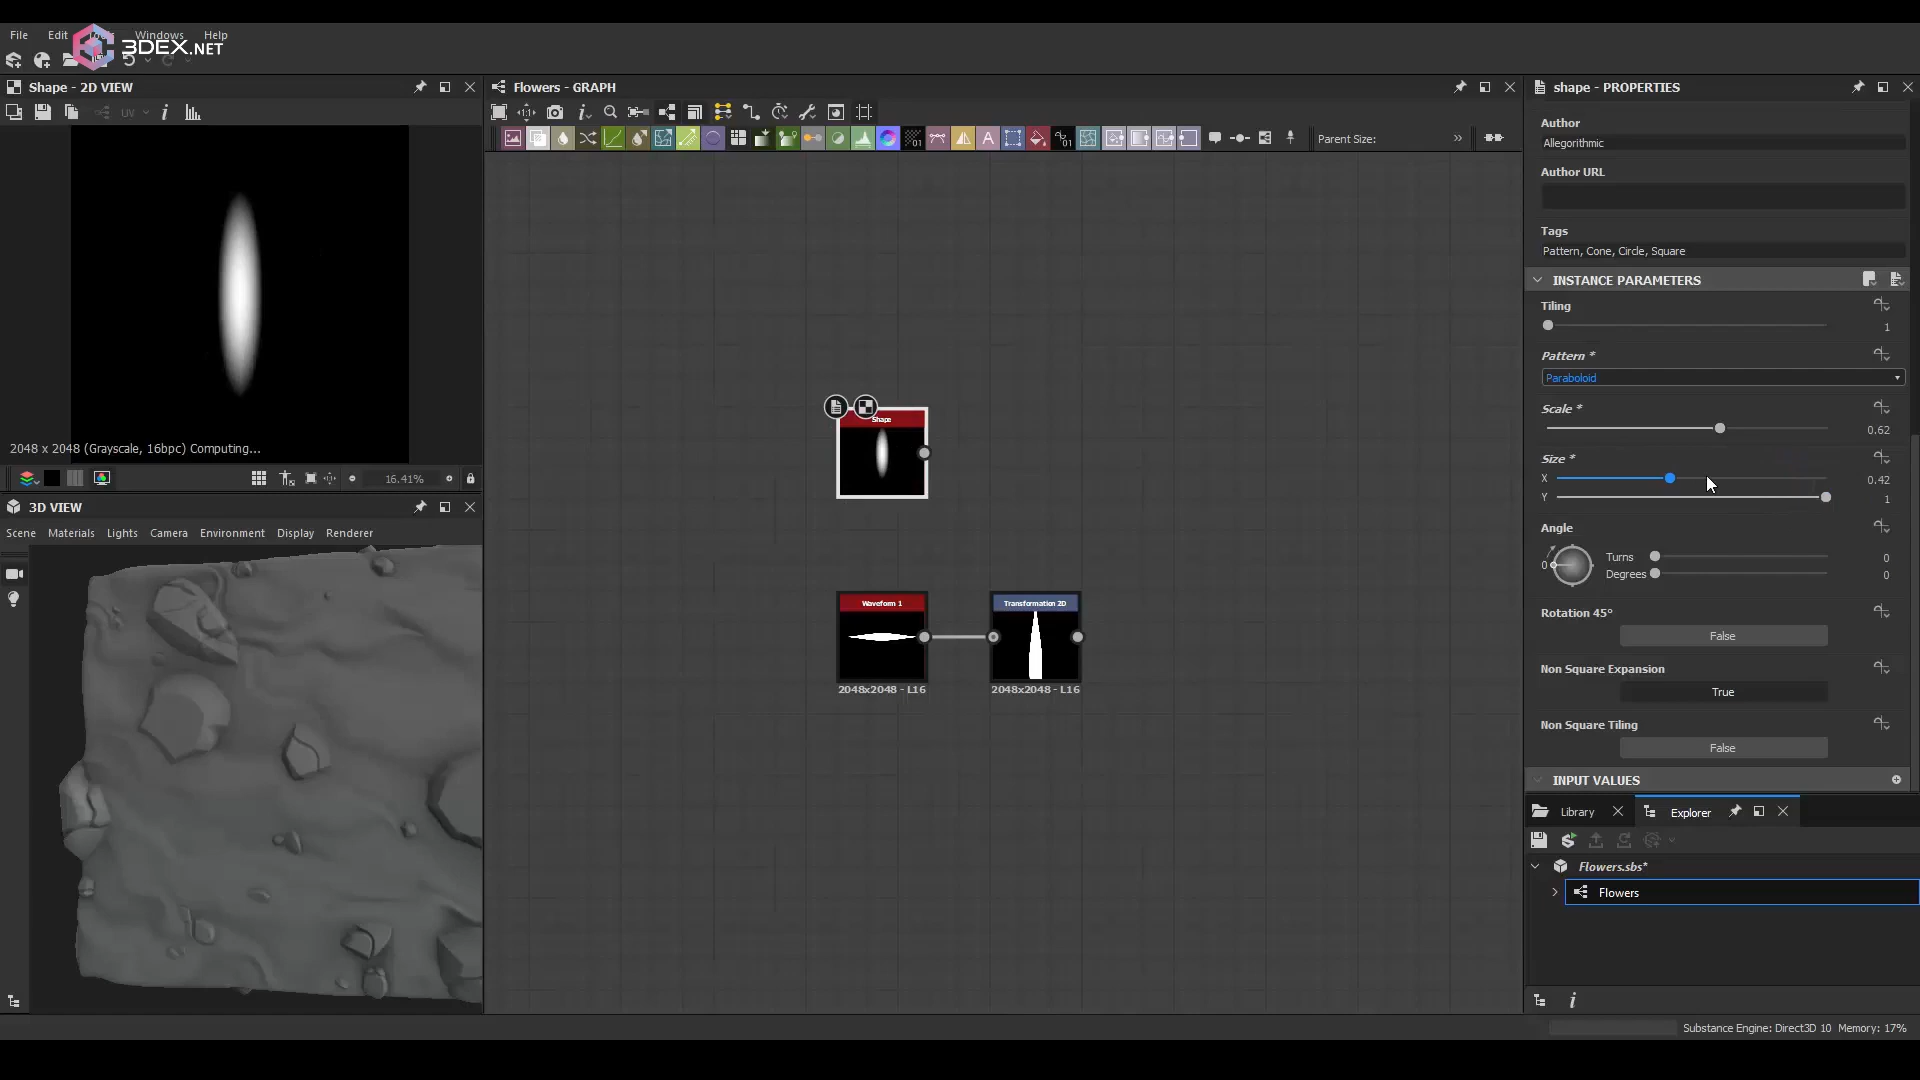 File Edit Tools Windows Help
3DEX.NET
Shape - 2D VIEW
UV
2048 x 2048 (Grayscale, 16bpc) Computing...
16.41%
3D VIEW
Scene Materials Lights Camera Environment Display Renderer
Flowers - GRAPH
Parent Size:
Shape
Waveform 1
2048x2048 - L16
Transformation 2D
2048x2048 - L16
shape - PROPERTIES
Author
Allegorithmic
Author URL
Tags
Pattern, Cone, Circle, Square
INSTANCE PARAMETERS
Tiling
1
Pattern *
Paraboloid
Scale *
0.62
Size *
X 0.42
Y 1
Angle
0 Turns 0
Degrees 0
Rotation 45°
False
Non Square Expansion
True
Non Square Tiling
False
INPUT VALUES
Library Explorer
Flowers.sbs*
Flowers
Substance Engine: Direct3D 10 Memory: 17%